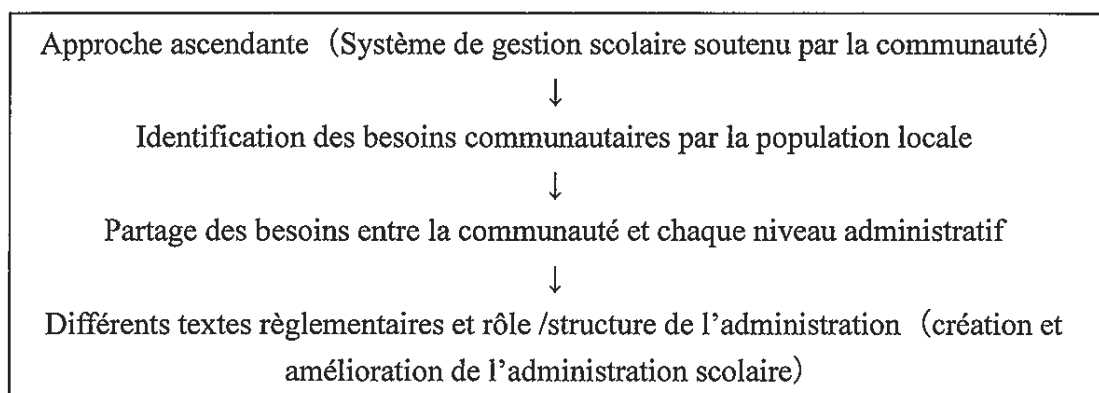 Approche ascendante（Système de gestion scolaire soutenu par la communauté）
↓
Identification des besoins communautaires par la population locale
↓
Partage des besoins entre la communauté et chaque niveau administratif
↓
Différents textes règlementaires et rôle /structure de l’administration（création et
amélioration de l’administration scolaire）